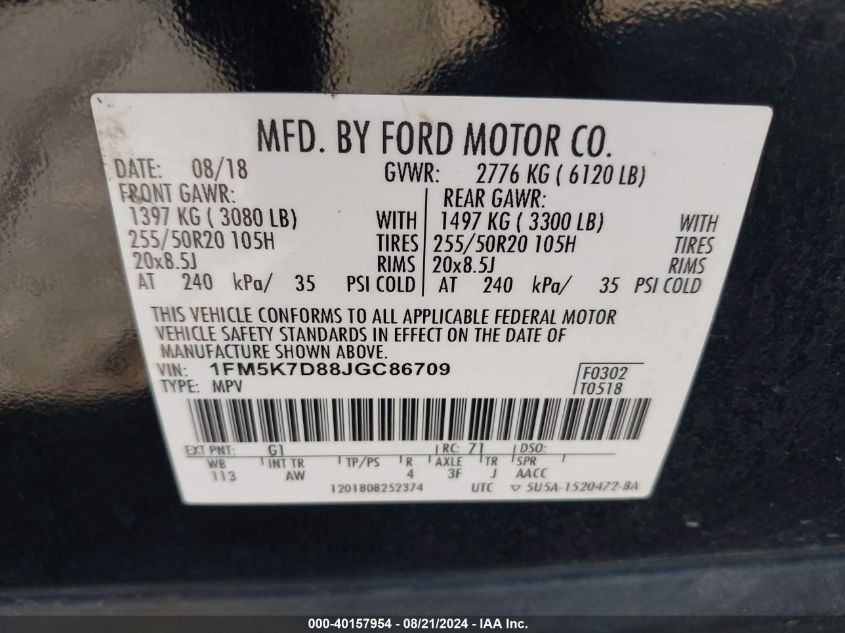 MFD. BY FORD MOTOR CO.
DATE: 08/18 GVWR: 2776 KG ( 6120 LB)
FRONT GAWR: REAR GAWR:
1397 KG ( 3080 LB) WITH 1497 KG ( 3300 LB) WITH
255/50R20 105H TIRES 255/50R20 105H TIRES
20x8.5J RIMS 20x8.5J RIMS
AT 240 kPa/ 35 PSI COLD AT 240 kPa/ 35 PSI COLD
THIS VEHICLE CONFORMS TO ALL APPLICABLE FEDERAL MOTOR
VEHICLE SAFETY STANDARDS IN EFFECT ON THE DATE OF
MANUFACTURE SHOWN ABOVE.
VIN: 1FM5K7D88JGC86709 F0302
TYPE: MPV T0518
EXT PNT: G1 RC: 71 DSO:
WB INT TR TP/PS R AXLE TR SPR
113 AW 4 3F J AACC
1201808252374 UTC ▽ 5U5A-1520472-BA
000-40157954 | 08/21/2024 | IAA Inc.